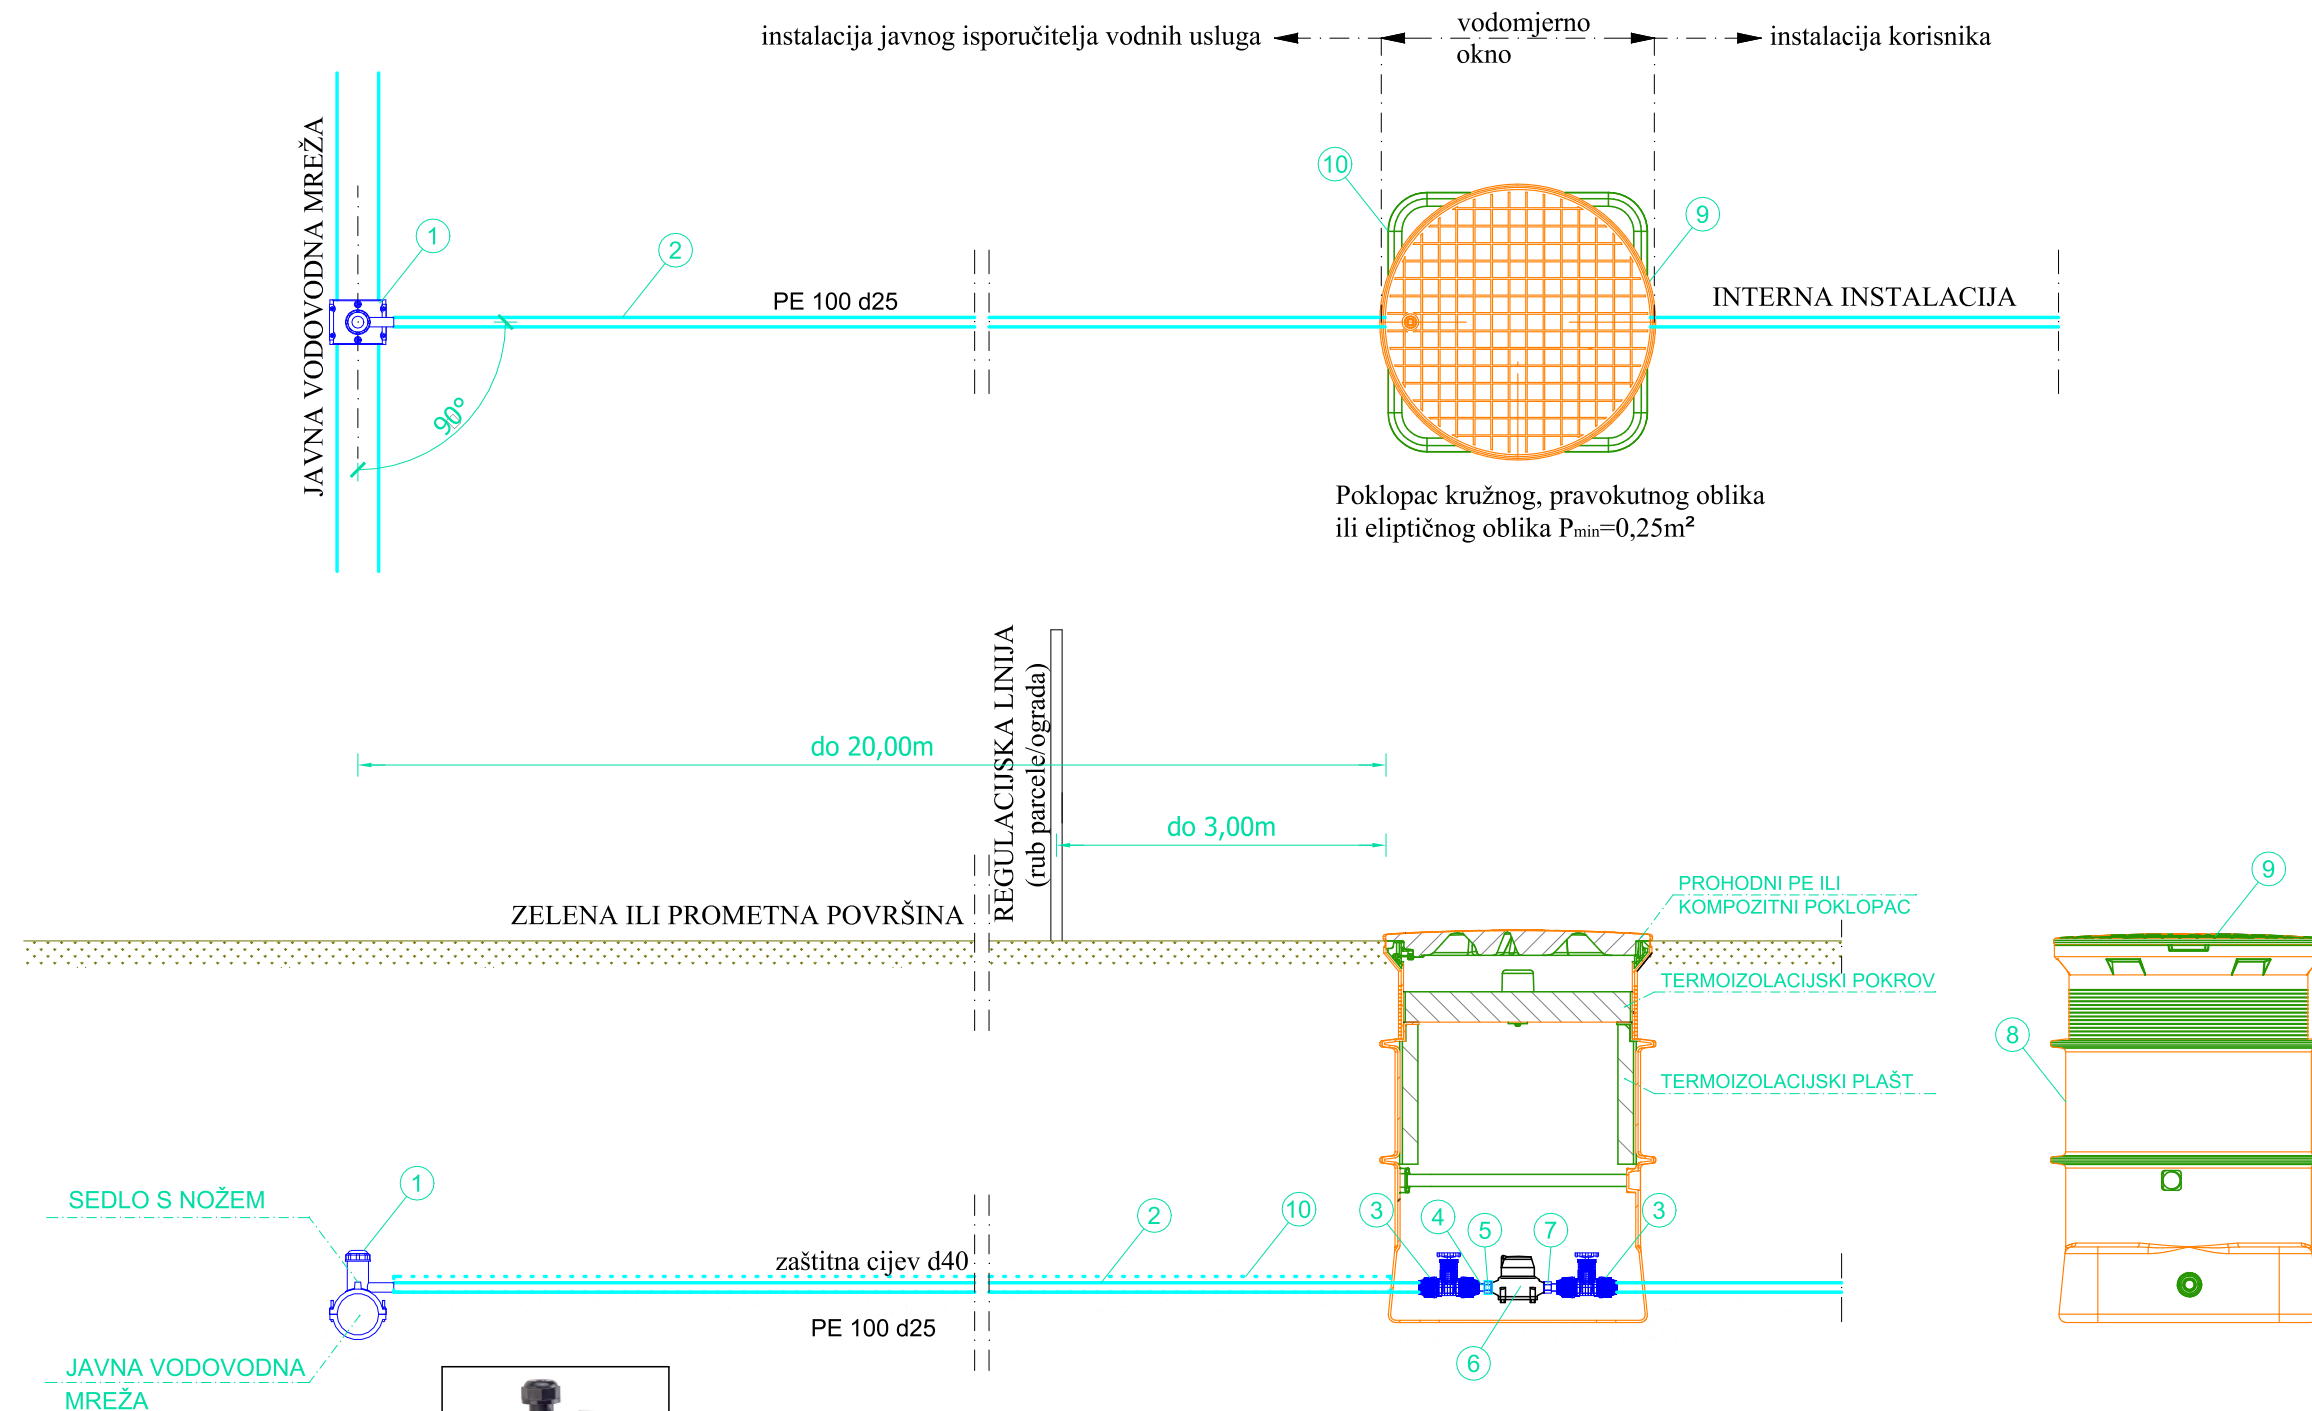 instalacija javnog isporučitelja vodnih usluga
vodomjerno
okno
instalacija korisnika
JAVNA VODOVODNA MREŽA
10
9
1
2
PE 100 d25
INTERNA INSTALACIJA
90°
Poklopac kružnog, pravokutnog oblika
ili eliptičnog oblika Pmin=0,25m²
REGULACIJSKA LINIJA
(rub parcele/ograda)
do 20,00m
do 3,00m
ZELENA ILI PROMETNA POVRŠINA
PROHODNI PE ILI
KOMPOZITNI POKLOPAC
9
TERMOIZOLACIJSKI POKROV
8
TERMOIZOLACIJSKI PLAŠT
SEDLO S NOŽEM
1
2
10
3
4
5
7
3
zaštitna cijev d40
PE 100 d25
6
JAVNA VODOVODNA
MREŽA